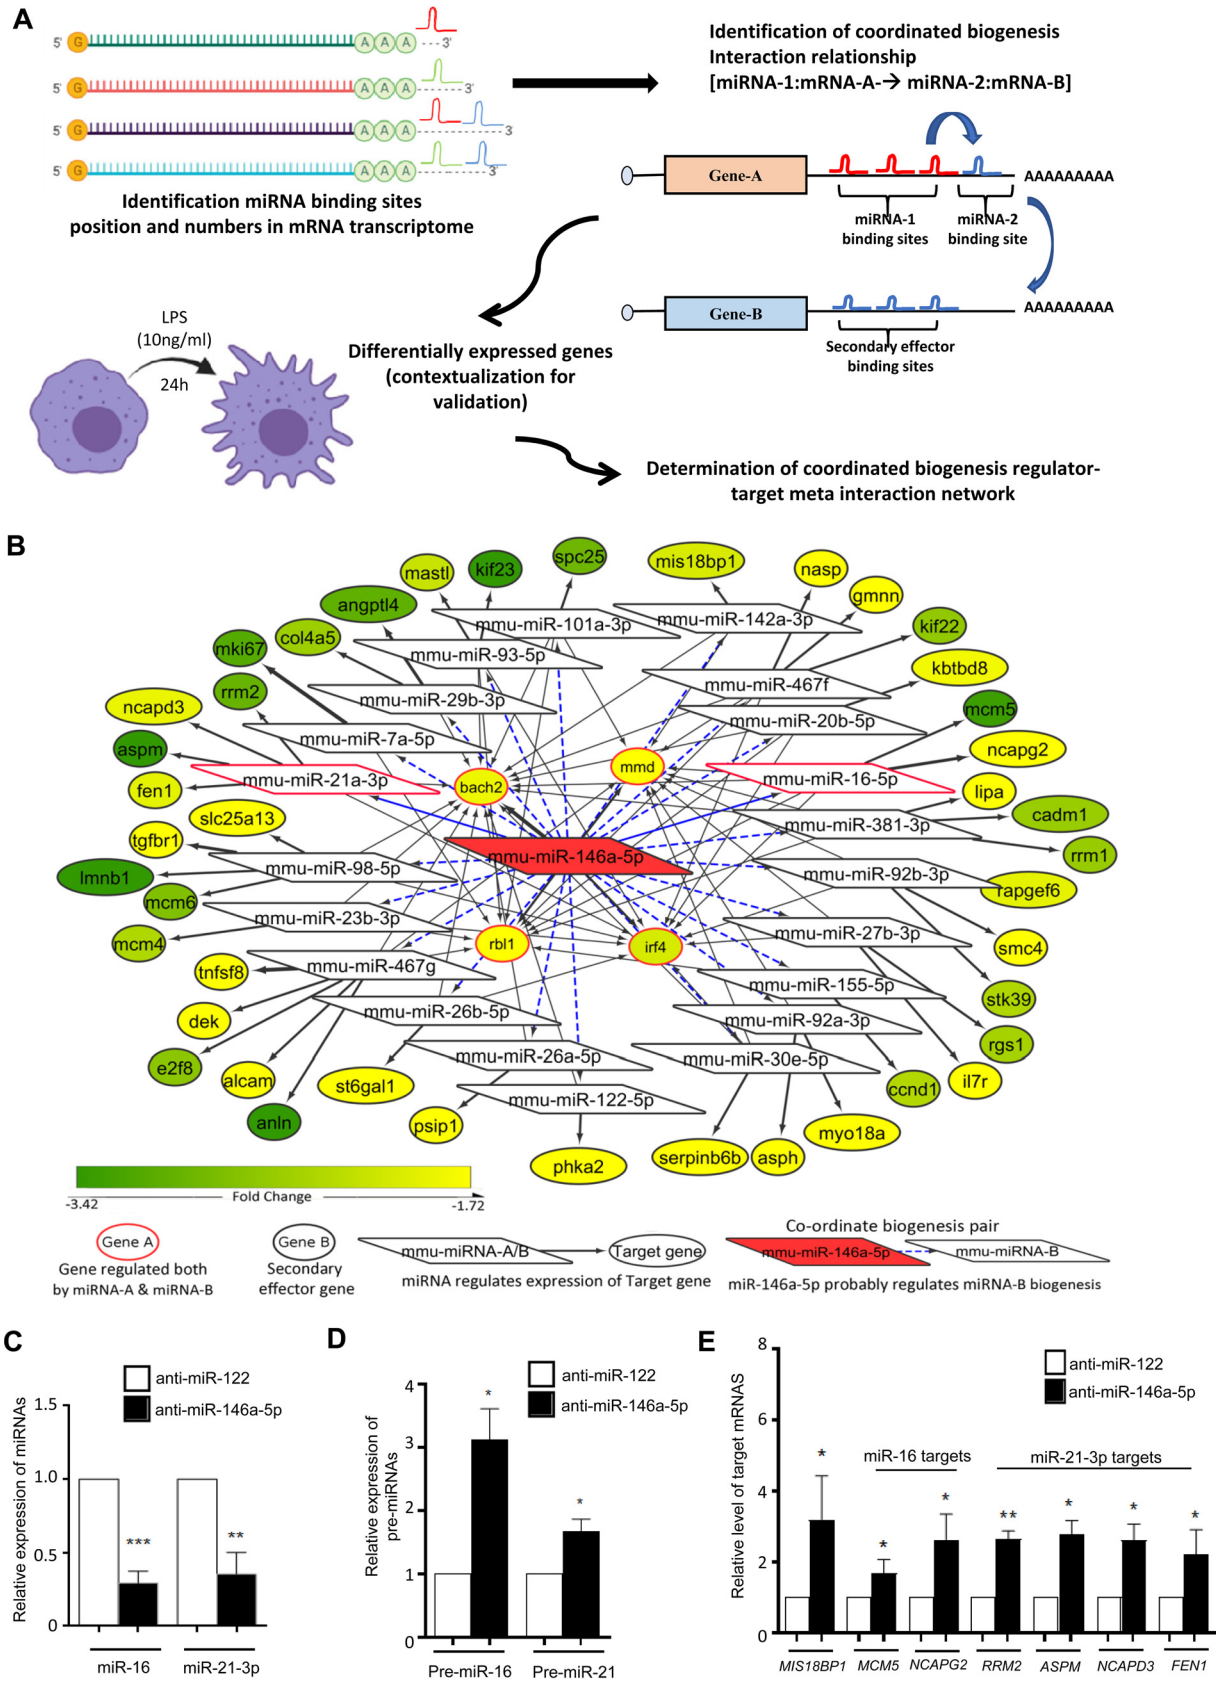 A
5' G A A A 3'
5' G A A A 3'
5' G A A A 3'
5' G A A A 3'
Identification miRNA binding sites
position and numbers in mRNA transcriptome
Identification of coordinated biogenesis
Interaction relationship
[miRNA-1:mRNA-A-→ miRNA-2:mRNA-B]
Gene-A
AAAAAAAAA
miRNA-1
binding sites
miRNA-2
binding site
Gene-B
AAAAAAAAA
Secondary effector
binding sites
LPS
(10ng/ml)
24h
Differentially expressed genes
(contextualization for
validation)
Determination of coordinated biogenesis regulator-
target meta interaction network
B
mastl
kif23
spc25
mis18bp1
nasp
gmnn
angptl4
mmu-miR-101a-3p
mmu-miR-142a-3p
kif22
col4a5
mki67
mmu-miR-93-5p
mmu-miR-467f
kbtbd8
rrm2
mmu-miR-29b-3p
mmu-miR-20b-5p
mcm5
ncapd3
mmu-miR-7a-5p
ncapg2
aspm
mmu-miR-21a-3p
bach2
mmd
mmu-miR-16-5p
fen1
lipa
slc25a13
mmu-miR-381-3p
cadm1
tgfbr1
mmu-miR-146a-5p
rrm1
lmnb1
mmu-miR-98-5p
mmu-miR-92b-3p
rapgef6
mcm6
mmu-miR-23b-3p
mmu-miR-27b-3p
mcm4
rbl1
irf4
smc4
tnfsf8
mmu-miR-467g
mmu-miR-155-5p
stk39
dek
mmu-miR-26b-5p
mmu-miR-92a-3p
rgs1
e2f8
mmu-miR-26a-5p
mmu-miR-30e-5p
alcam
st6gal1
ccnd1
il7r
mmu-miR-122-5p
anln
psip1
myo18a
phka2
serpinb6b
asph
Fold Change
-3.42
-1.72
Gene A
Gene regulated both
by miRNA-A & miRNA-B
Gene B
Secondary
effector gene
mmu-miRNA-A/B
Target gene
miRNA regulates expression of Target gene
Co-ordinate biogenesis pair
mmu-miR-146a-5p
mmu-miRNA-B
miR-146a-5p probably regulates miRNA-B biogenesis
C
anti-miR-122
anti-miR-146a-5p
Relative expression of miRNAs
1.5
1.0
0.5
0
***
**
miR-16
miR-21-3p
D
anti-miR-122
anti-miR-146a-5p
Relative expression of
pre-miRNAs
4
3
2
1
0
*
*
Pre-miR-16
Pre-miR-21
E
anti-miR-122
anti-miR-146a-5p
Relative level of target mRNAS
8
6
4
2
0
miR-16 targets
miR-21-3p targets
*
*
*
**
*
*
*
MIS18BP1
MCM5
NCAPG2
RRM2
ASPM
NCAPD3
FEN1